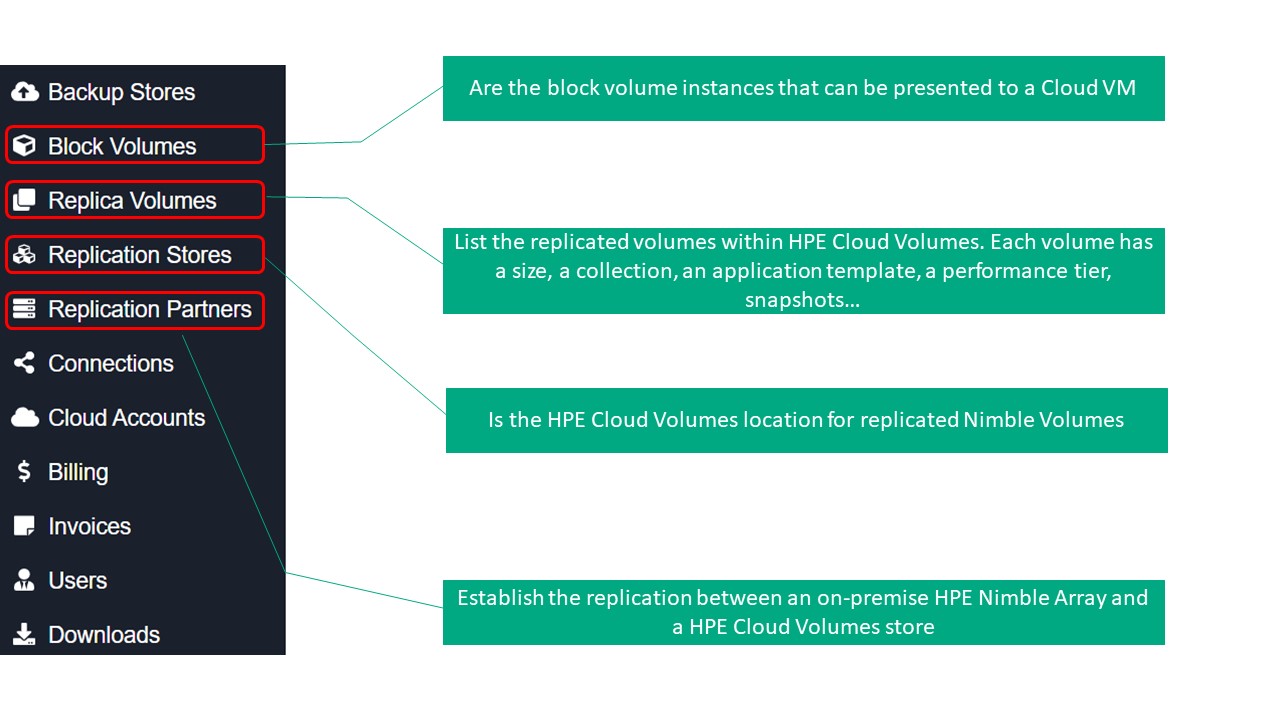 Backup Stores
Block Volumes
Replica Volumes
Replication Stores
Replication Partners
Connections
Cloud Accounts
Billing
Invoices
Users
Downloads
Are the block volume instances that can be presented to a Cloud VM
List the replicated volumes within HPE Cloud Volumes. Each volume has
a size, a collection, an application template, a performance tier,
snapshots...
Is the HPE Cloud Volumes location for replicated Nimble Volumes
Establish the replication between an on-premise HPE Nimble Array and
a HPE Cloud Volumes store